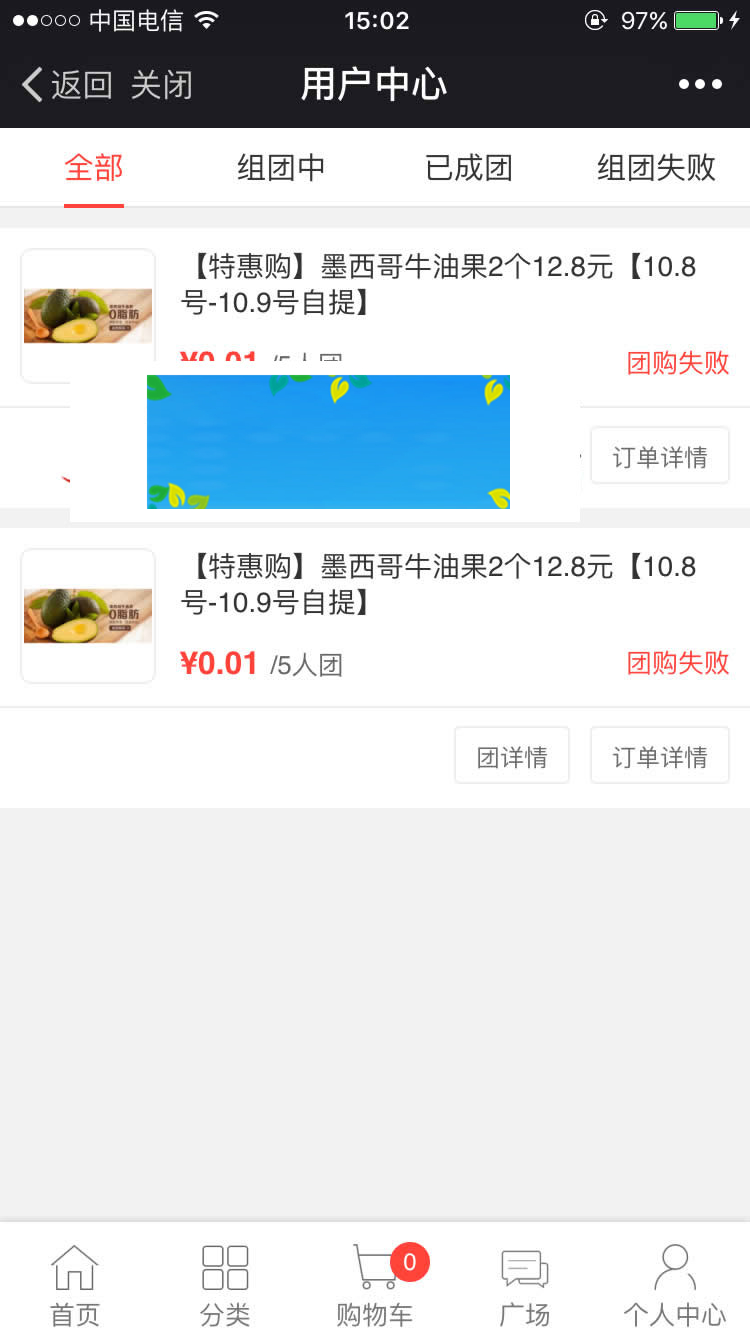 中国电信
15:02
97%
返回 关闭
用户中心
全部
组团中
已成团
组团失败
【特惠购】墨西哥牛油果2个12.8元【10.8
号-10.9号自提】
0脂肪
¥0.01 /5人团
团购失败
订单详情
【特惠购】墨西哥牛油果2个12.8元【10.8
号-10.9号自提】
0脂肪
¥0.01 /5人团
团购失败
团详情
订单详情
0
首页
分类
购物车
广场
个人中心